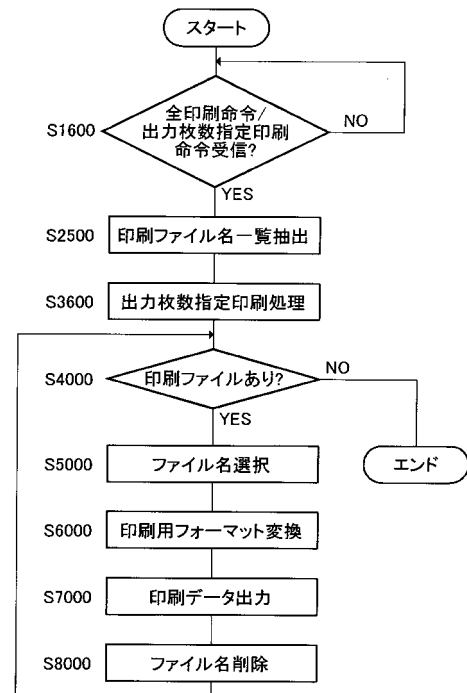 スタート
S1600
全印刷命令/
出力枚数指定印刷
命令受信?
NO
YES
S2500
印刷ファイル名一覧抽出
S3600
出力枚数指定印刷処理
S4000
印刷ファイルあり?
NO
YES
エンド
S5000
ファイル名選択
S6000
印刷用フォーマット変換
S7000
印刷データ出力
S8000
ファイル名削除